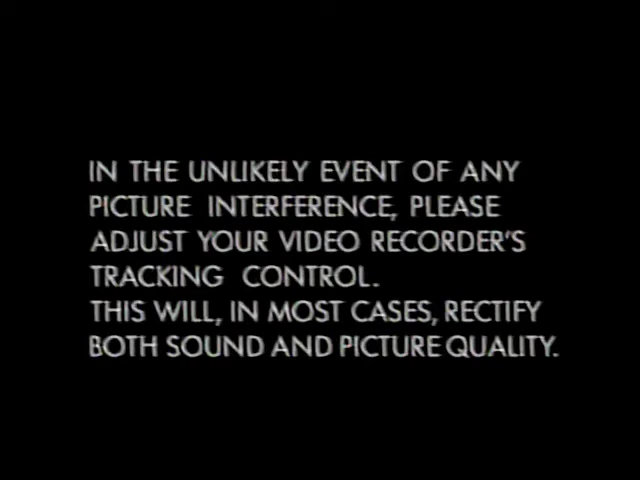 IN THE UNLIKELY EVENT OF ANY
PICTURE INTERFERENCE, PLEASE
ADJUST YOUR VIDEO RECORDER'S
TRACKING CONTROL.
THIS WILL, IN MOST CASES, RECTIFY
BOTH SOUND AND PICTURE QUALITY.